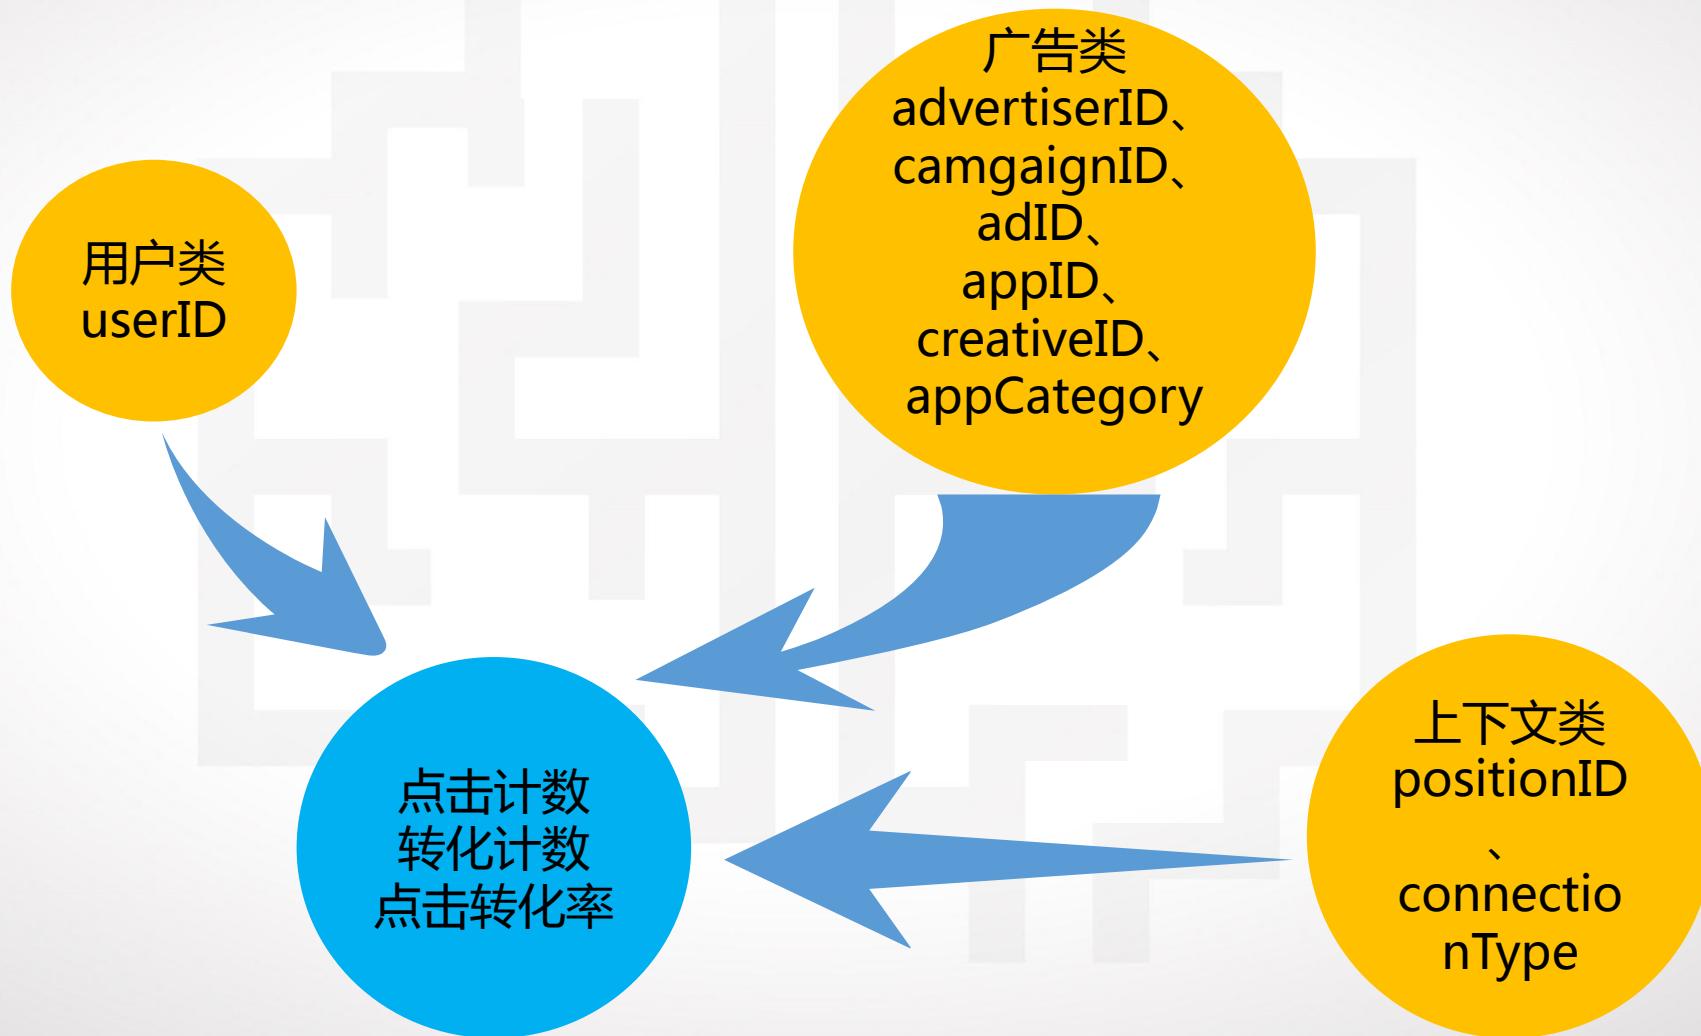 用户类
userID
广告类
advertiserID、
camgaignID、
adID、
appID、
creativeID、
appCategory
点击计数
转化计数
点击转化率
上下文类
positionID
、
connectio
nType